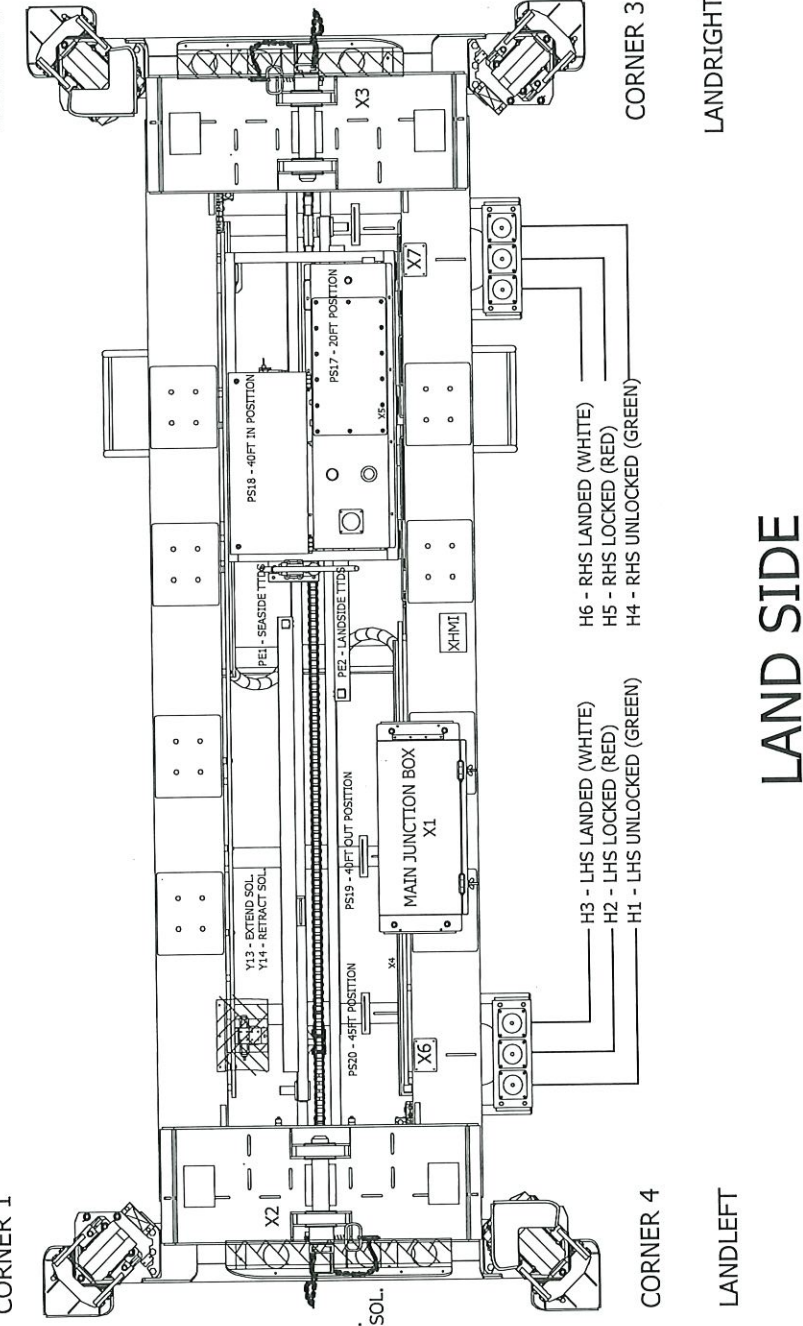 CORNER 1
CORNER 3
LANDRIGHT
X3
X7
PS17 - 20FT POSITION
X5
PS18 - 40FT IN POSITION
PE1 - SEASIDE TTDS
PE2 - LANDSIDE TTDS
XHMI
H6 - RHS LANDED (WHITE)
H5 - RHS LOCKED (RED)
H4 - RHS UNLOCKED (GREEN)
Y13 - EXTEND SOL.
Y14 - RETRACT SOL.
PS19 - 40FT OUT POSITION
MAIN JUNCTION BOX
X1
X4
PS20 - 45FT POSITION
X6
H3 - LHS LANDED (WHITE)
H2 - LHS LOCKED (RED)
H1 - LHS UNLOCKED (GREEN)
X2
SOL.
CORNER 4
LANDLEFT
LAND SIDE